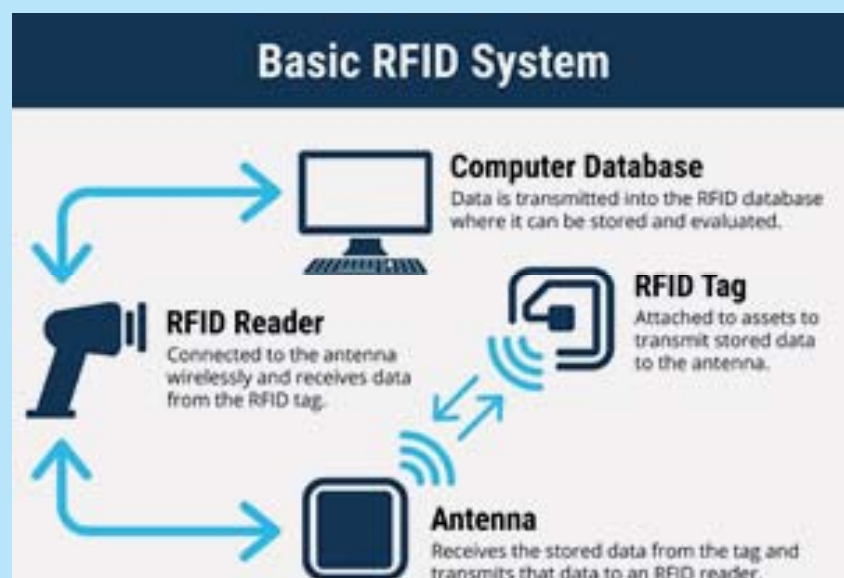 Basic RFID System
Computer Database
Data is transmitted into the RFID database
where it can be stored and evaluated.
RFID Tag
Attached to assets to
transmit stored data
to the antenna.
RFID Reader
Connected to the antenna
wirelessly and receives data
from the RFID tag.
Antenna
Receives the stored data from the tag and
transmits that data to an RFID reader.